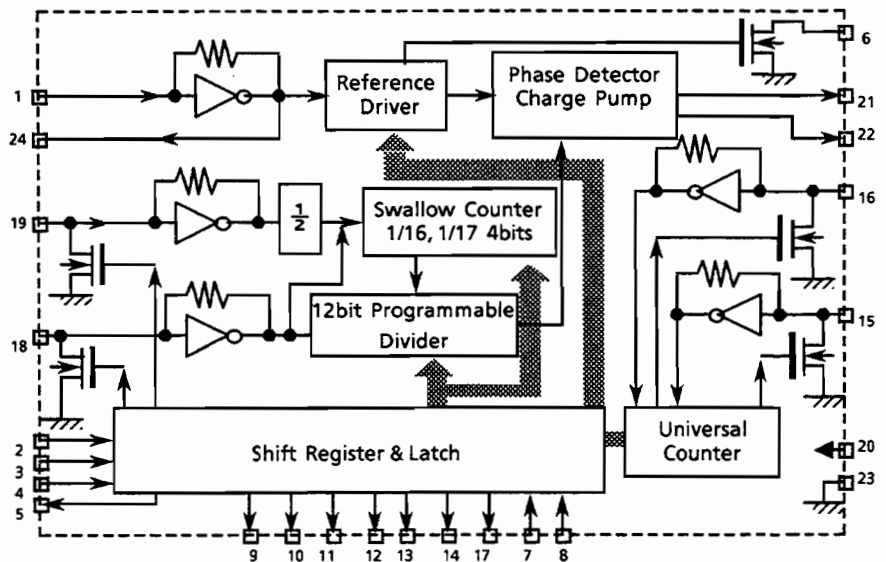 6
Reference
Driver
Phase Detector
Charge Pump
1
21
24
22
19
1/2
Swallow Counter
1/16, 1/17 4bits
16
12bit Programmable
Divider
18
15
Shift Register & Latch
Universal
Counter
2
3
4
5
20
23
9
10
11
12
13
14
17
7
8